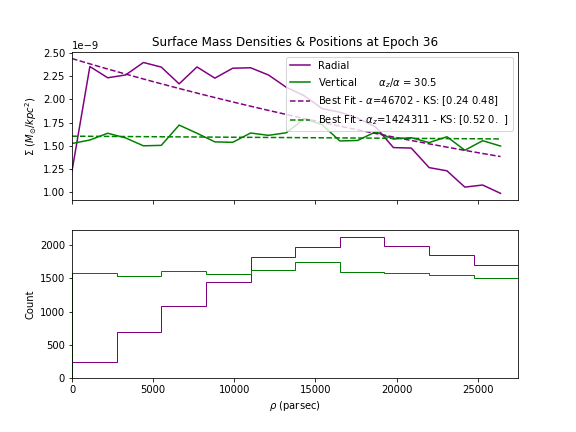 Surface Mass Densities & Positions at Epoch 36
1e−9
2.50
2.25
2.00
1.75
1.50
1.25
1.00
Σ (M⊙/kpc²)
Radial
Vertical α_z/α = 30.5
Best Fit - α=46702 - KS: [0.24 0.48]
Best Fit - α_z=1424311 - KS: [0.52 0. ]
2000
1500
1000
500
0
Count
0 5000 10000 15000 20000 25000
ρ (parsec)